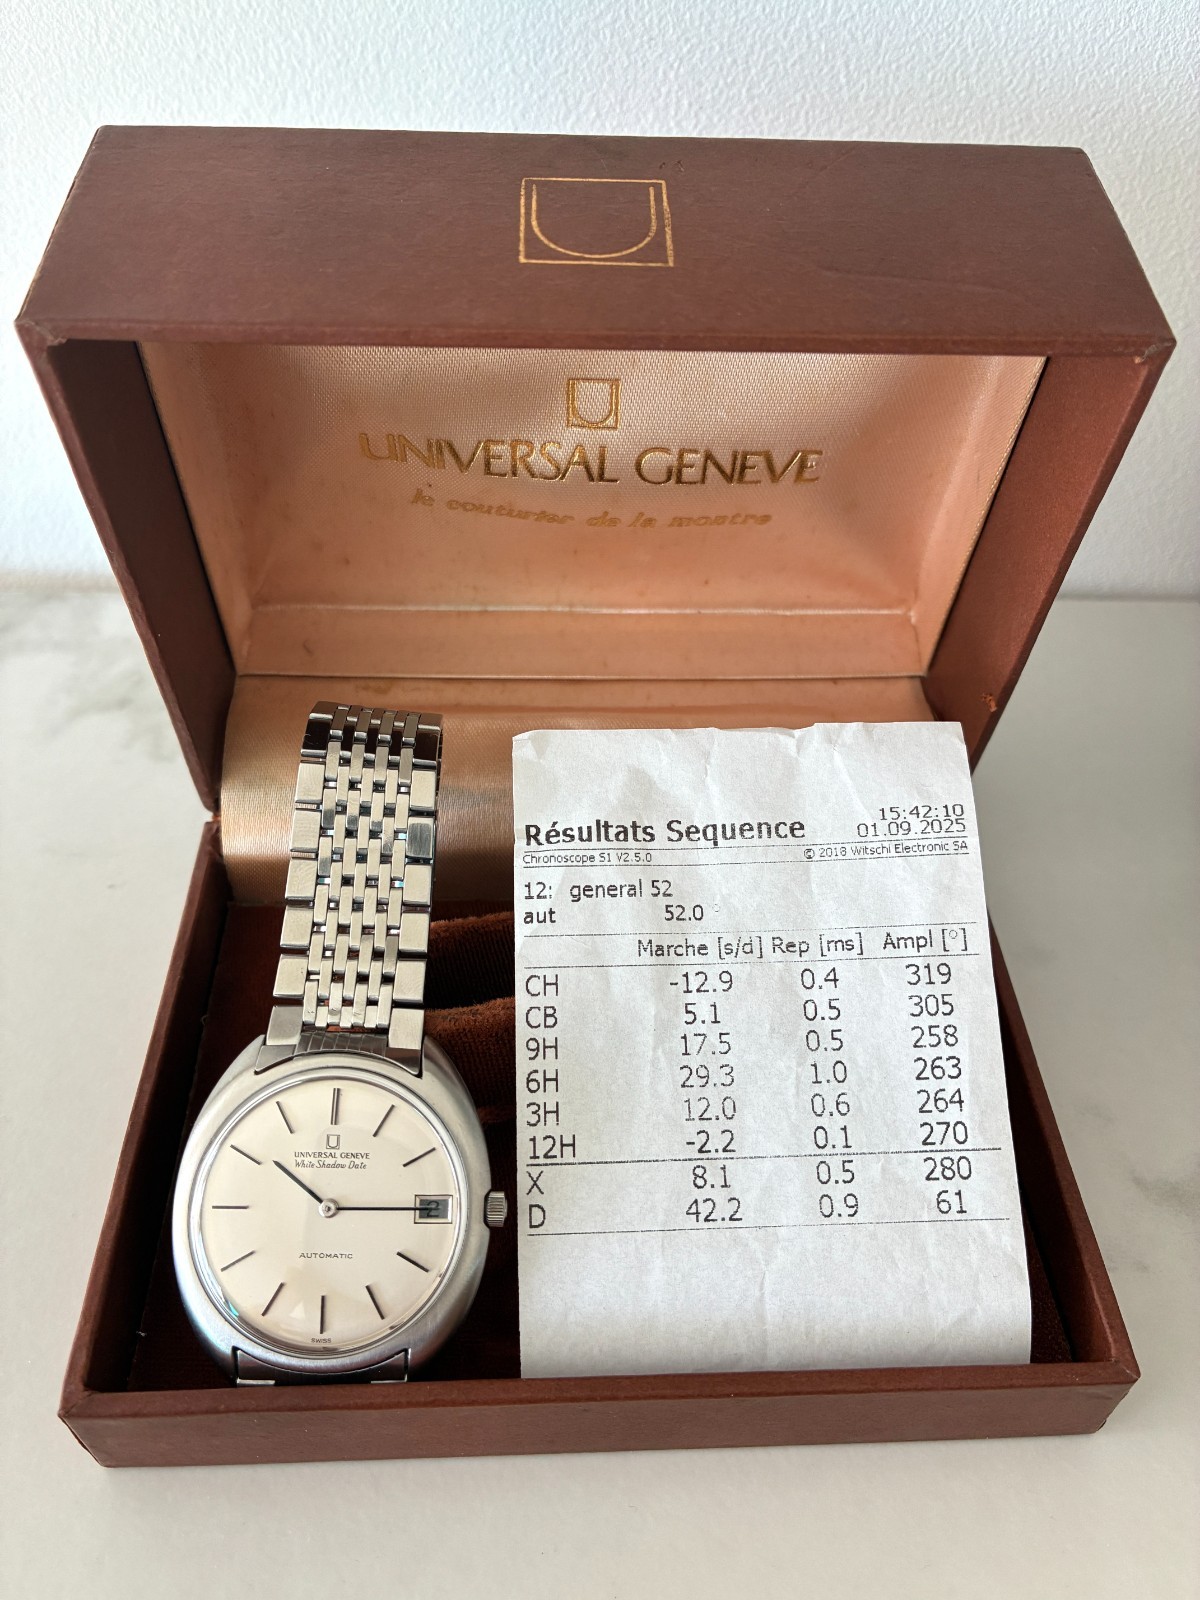 U
U
UNIVERSAL GENEVE
le couturier de la montre
15:42:10
Résultats Sequence 01.09.2025
Chronoscope S1 V2.5.0 © 2018 Witschi Electronic SA
12: general 52
aut 52.0 °
Marche [s/d] Rep [ms] Ampl [°]
CH -12.9 0.4 319
CB 5.1 0.5 305
9H 17.5 0.5 258
6H 29.3 1.0 263
3H 12.0 0.6 264
12H -2.2 0.1 270
X 8.1 0.5 280
D 42.2 0.9 61
U
UNIVERSAL GENEVE
White Shadow Date
2
AUTOMATIC
SWISS